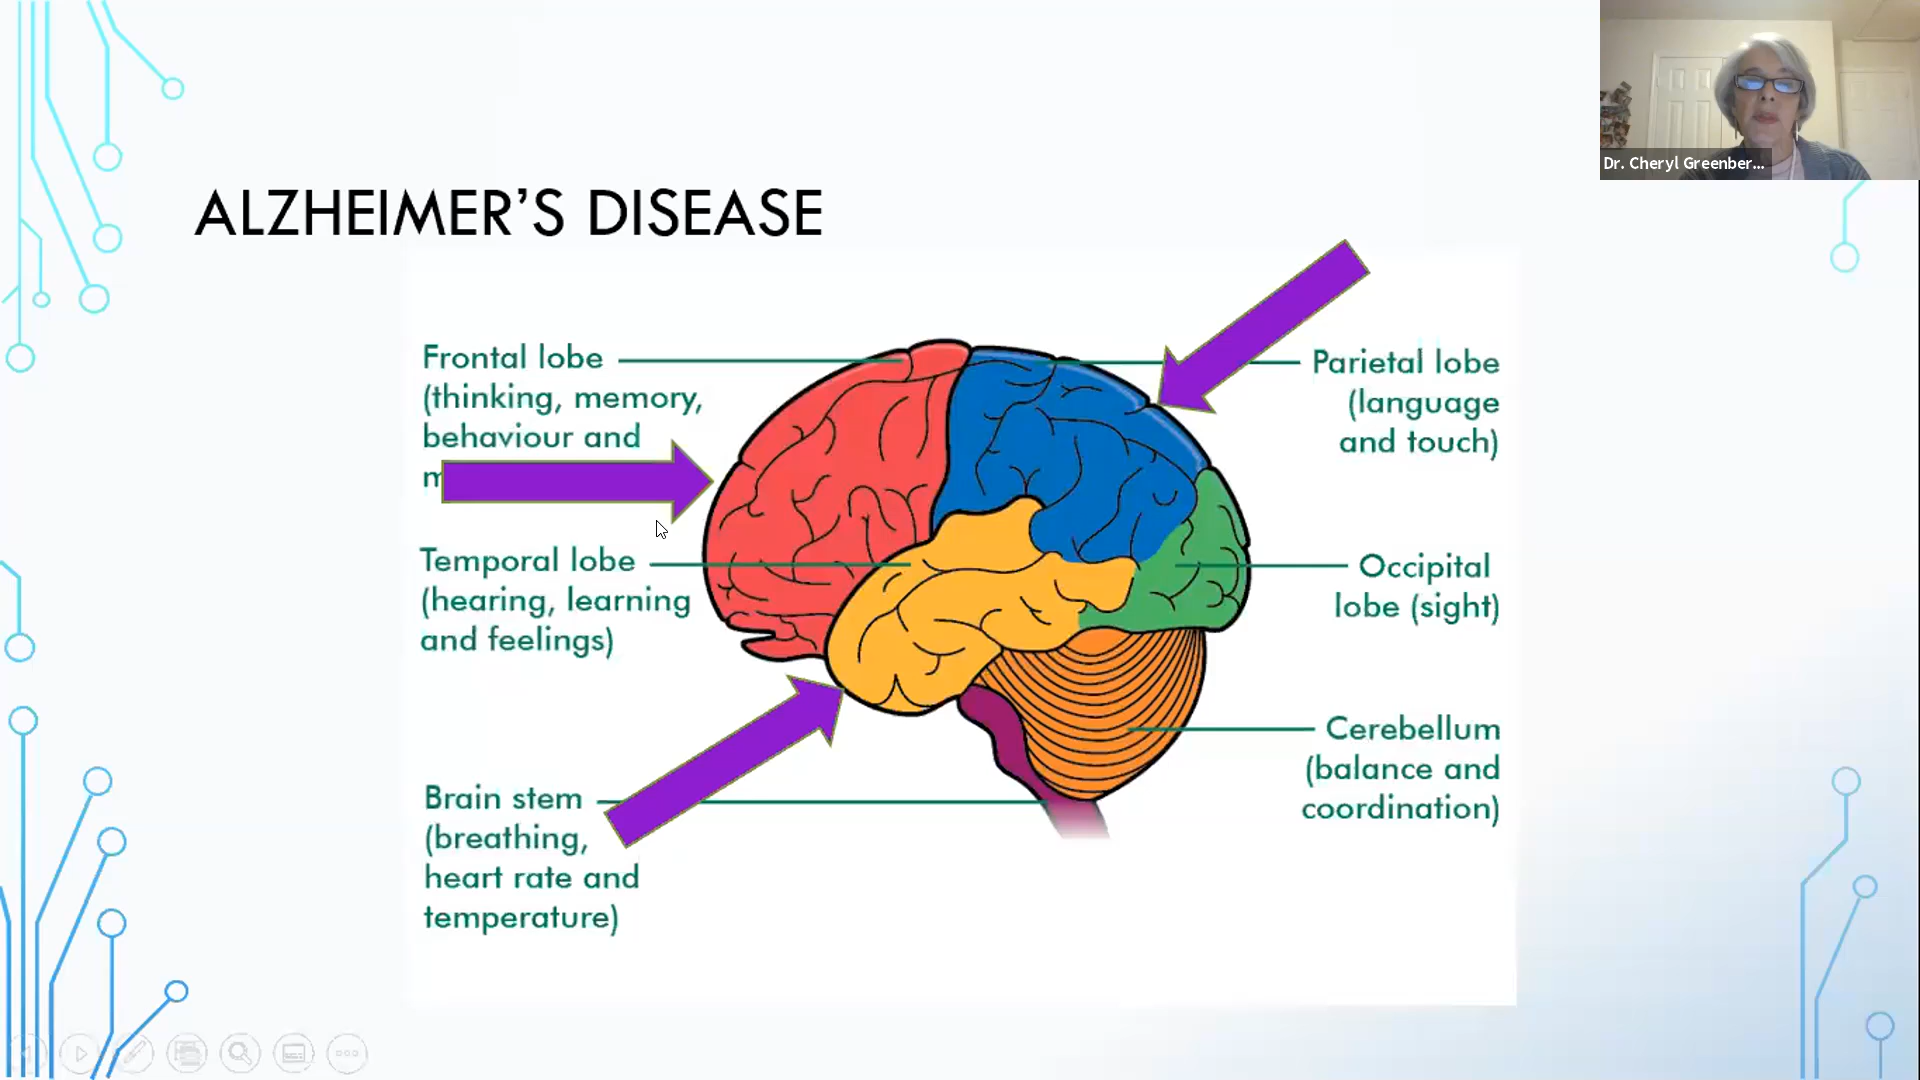 Dr. Cheryl Greenber...
ALZHEIMER’S DISEASE
Frontal lobe
(thinking, memory,
behaviour and
Temporal lobe
(hearing, learning
and feelings)
Brain stem
(breathing,
heart rate and
temperature)
Parietal lobe
(language
and touch)
Occipital
lobe (sight)
Cerebellum
(balance and
coordination)